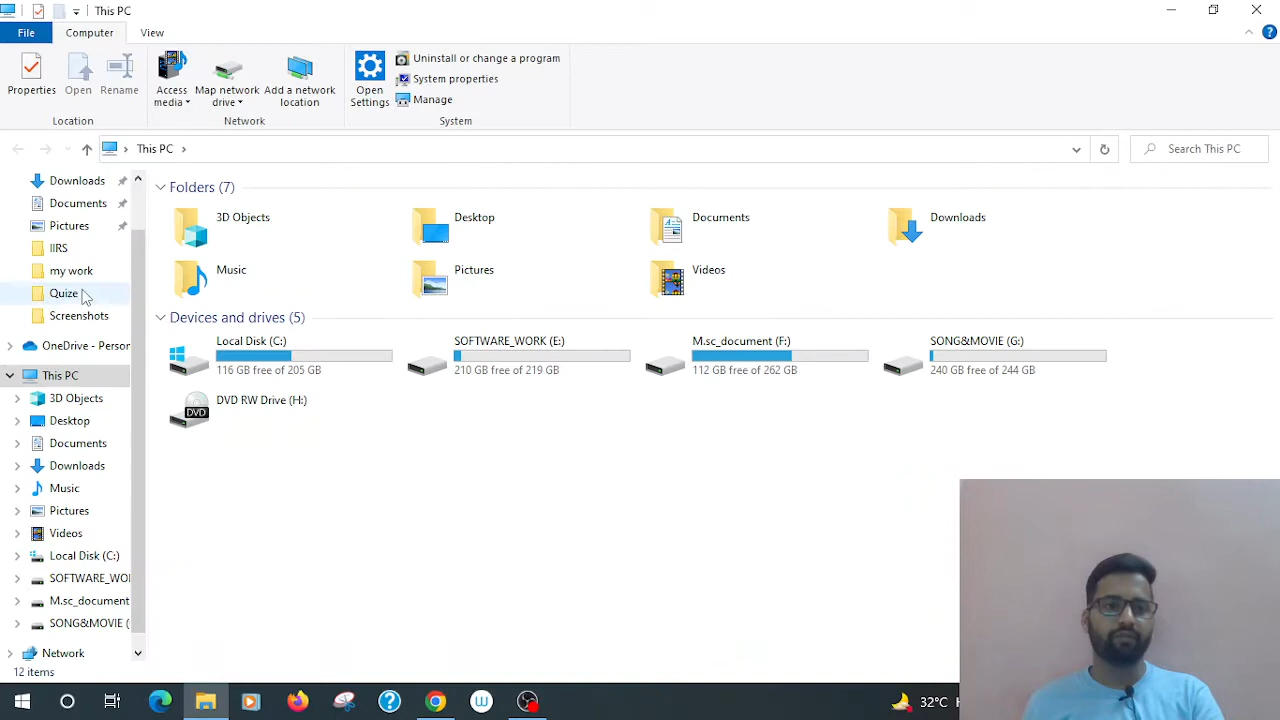 This PC
File
Computer
View
Properties
Open
Rename
Access media
Map network drive
Add a network location
Open Settings
Uninstall or change a program
System properties
Manage
Location
Network
System
This PC
Search This PC
Downloads
Documents
Pictures
IIRS
my work
Quize
Screenshots
OneDrive - Person
This PC
3D Objects
Desktop
Documents
Downloads
Music
Pictures
Videos
Local Disk (C:)
SOFTWARE_WO
M.sc_document
SONG&MOVIE (
Network
Folders (7)
3D Objects
Desktop
Documents
Downloads
Music
Pictures
Videos
Devices and drives (5)
Local Disk (C:)
116 GB free of 205 GB
SOFTWARE_WORK (E:)
210 GB free of 219 GB
M.sc_document (F:)
112 GB free of 262 GB
SONG&MOVIE (G:)
240 GB free of 244 GB
DVD RW Drive (H:)
DVD
12 items
32°C